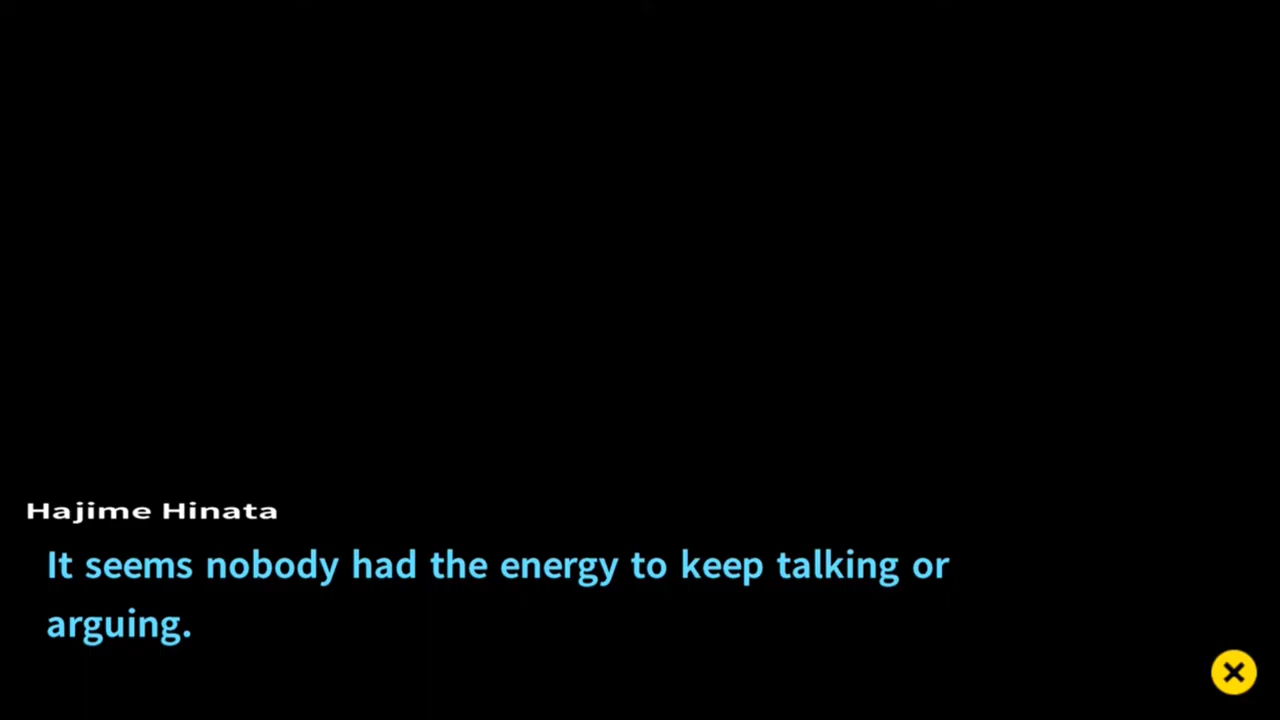 Hajime Hinata
It seems nobody had the energy to keep talking or
arguing.